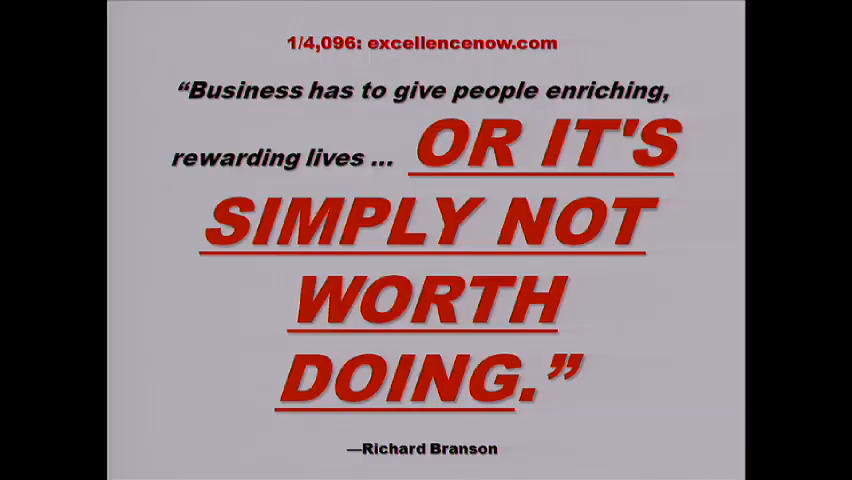 1/4,096: excellencenow.com
“Business has to give people enriching,
rewarding lives ... OR IT'S
SIMPLY NOT
WORTH
DOING.”
—Richard Branson